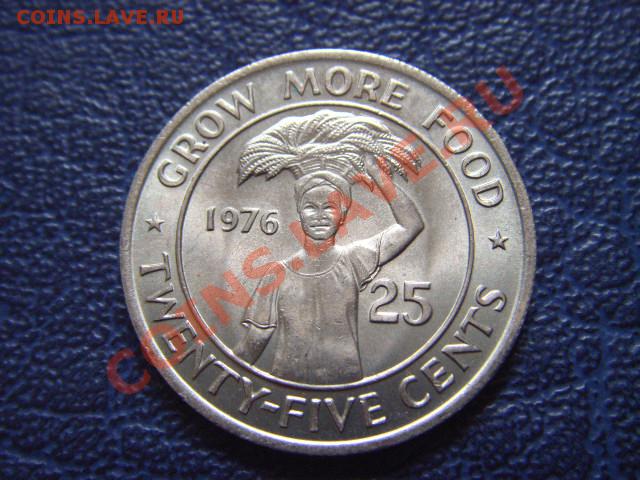 COINS.LAVE.RU
GROW MORE FOOD
1976
25
TWENTY-FIVE CENTS
COINS.LAVE.RU